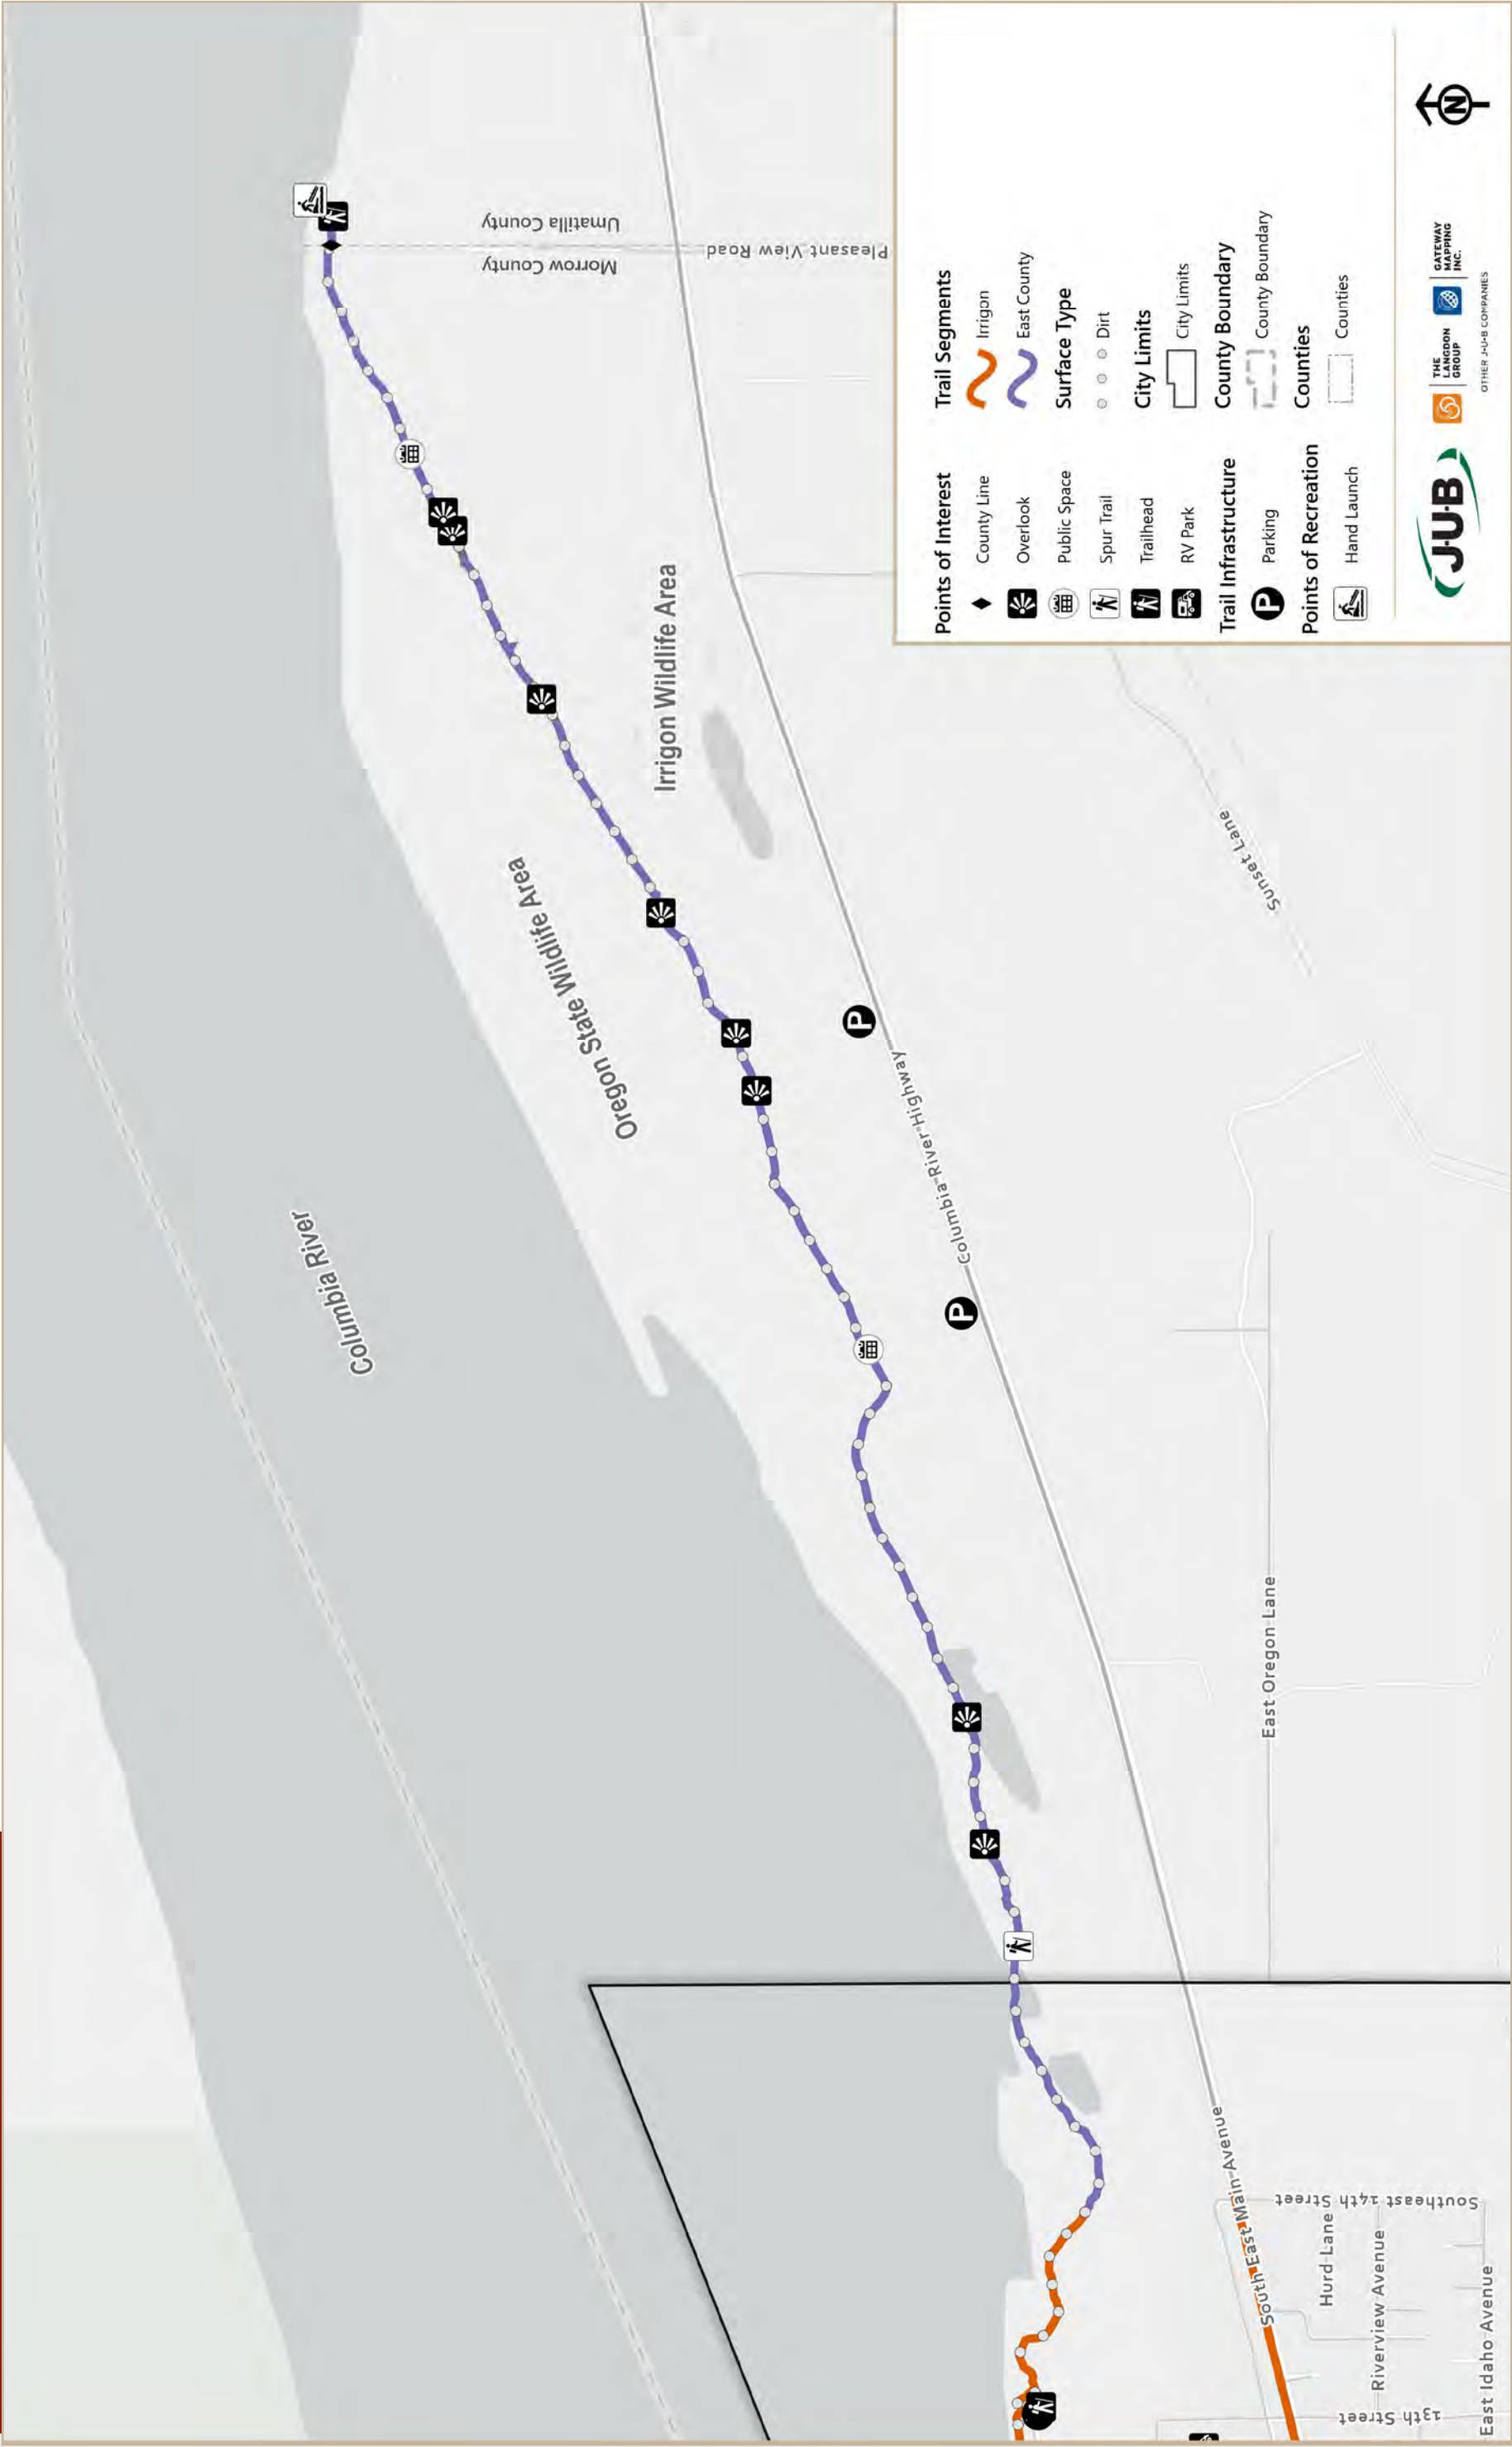 Columbia River
Umatilla County
Morrow County
Pleasant View Road
Oregon State Wildlife Area
Irrigon Wildlife Area
P
P
Columbia River Highway
Sunset Lane
East Oregon Lane
South East Main Avenue
Southeast 14th Street
Hurd Lane
Riverview Avenue
13th Street
East Idaho Avenue
Points of Interest
County Line
Overlook
Public Space
Spur Trail
Trailhead
RV Park
Trail Infrastructure
P Parking
Points of Recreation
Hand Launch
Trail Segments
Irrigon
East County
Surface Type
Dirt
City Limits
City Limits
County Boundary
County Boundary
Counties
Counties
N
J-U-B
THE
LANGDON
GROUP
GATEWAY
MAPPING
INC.
OTHER J-U-B COMPANIES